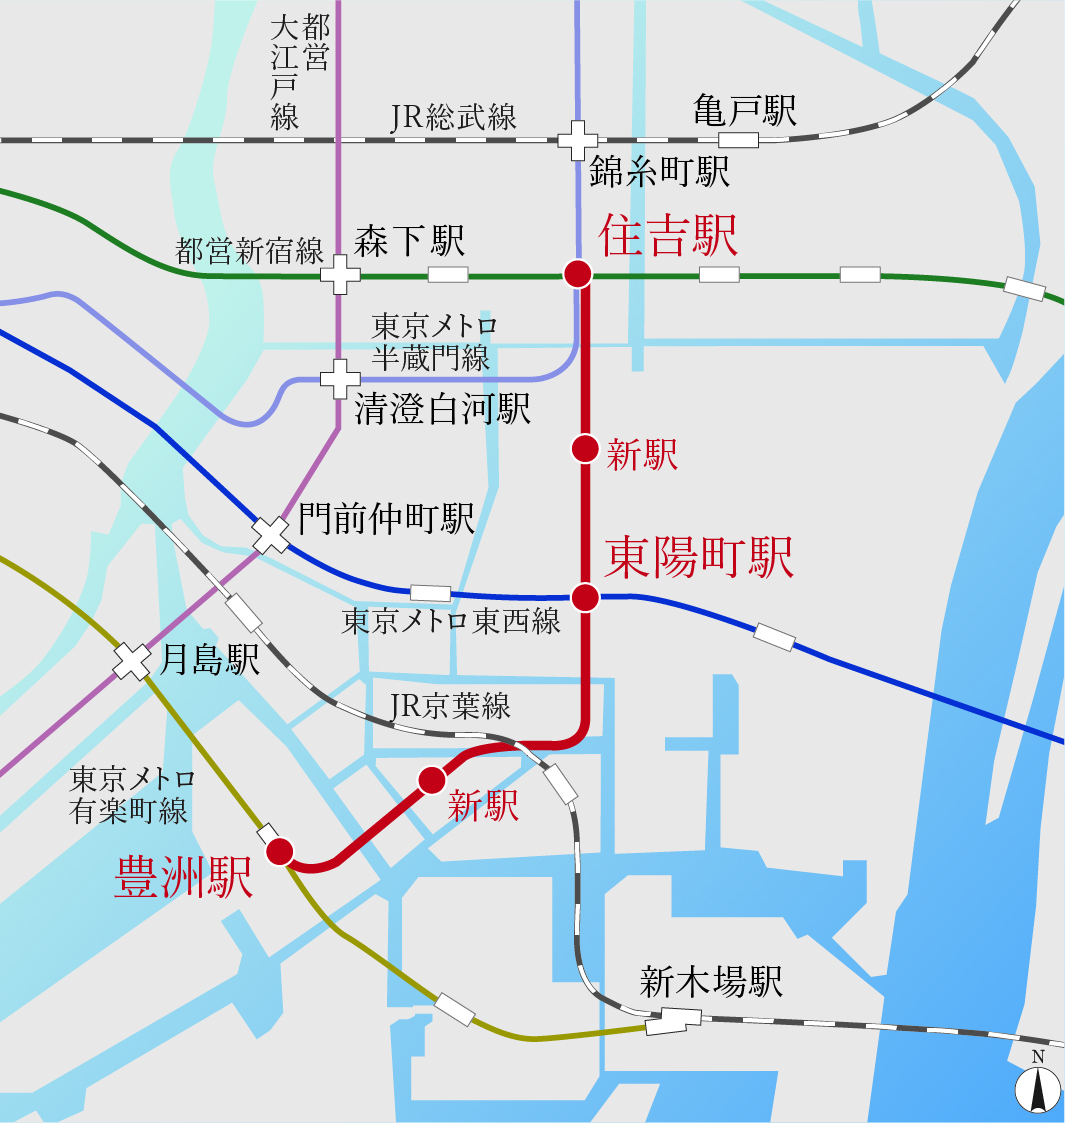 都営
大江戸線
JR総武線
亀戸駅
錦糸町駅
住吉駅
森下駅
都営新宿線
東京メトロ
半蔵門線
清澄白河駅
新駅
門前仲町駅
東陽町駅
東京メトロ東西線
月島駅
JR京葉線
東京メトロ
有楽町線
新駅
豊洲駅
新木場駅
N